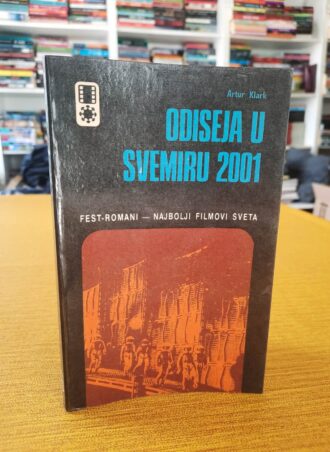 Artur Klark
ODISEJA U
SVEMIRU 2001
FEST-ROMANI — NAJBOLJI FILMOVI SVETA